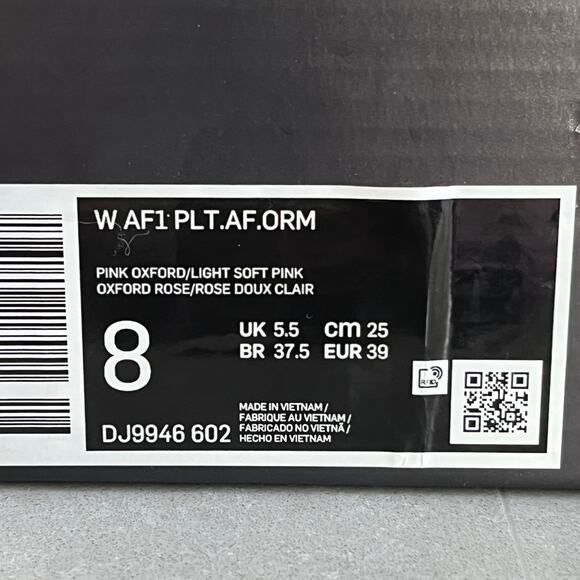 W AF1 PLT.AF.ORM
PINK OXFORD/LIGHT SOFT PINK
OXFORD ROSE/ROSE DOUX CLAIR
8
UK 5.5 cm 25
BR 37.5 EUR 39
RFID
DJ9946 602
MADE IN VIETNAM /
FABRIQUE AU VIETNAM /
FABRICADO NO VIETNÃ /
HECHO EN VIETNAM